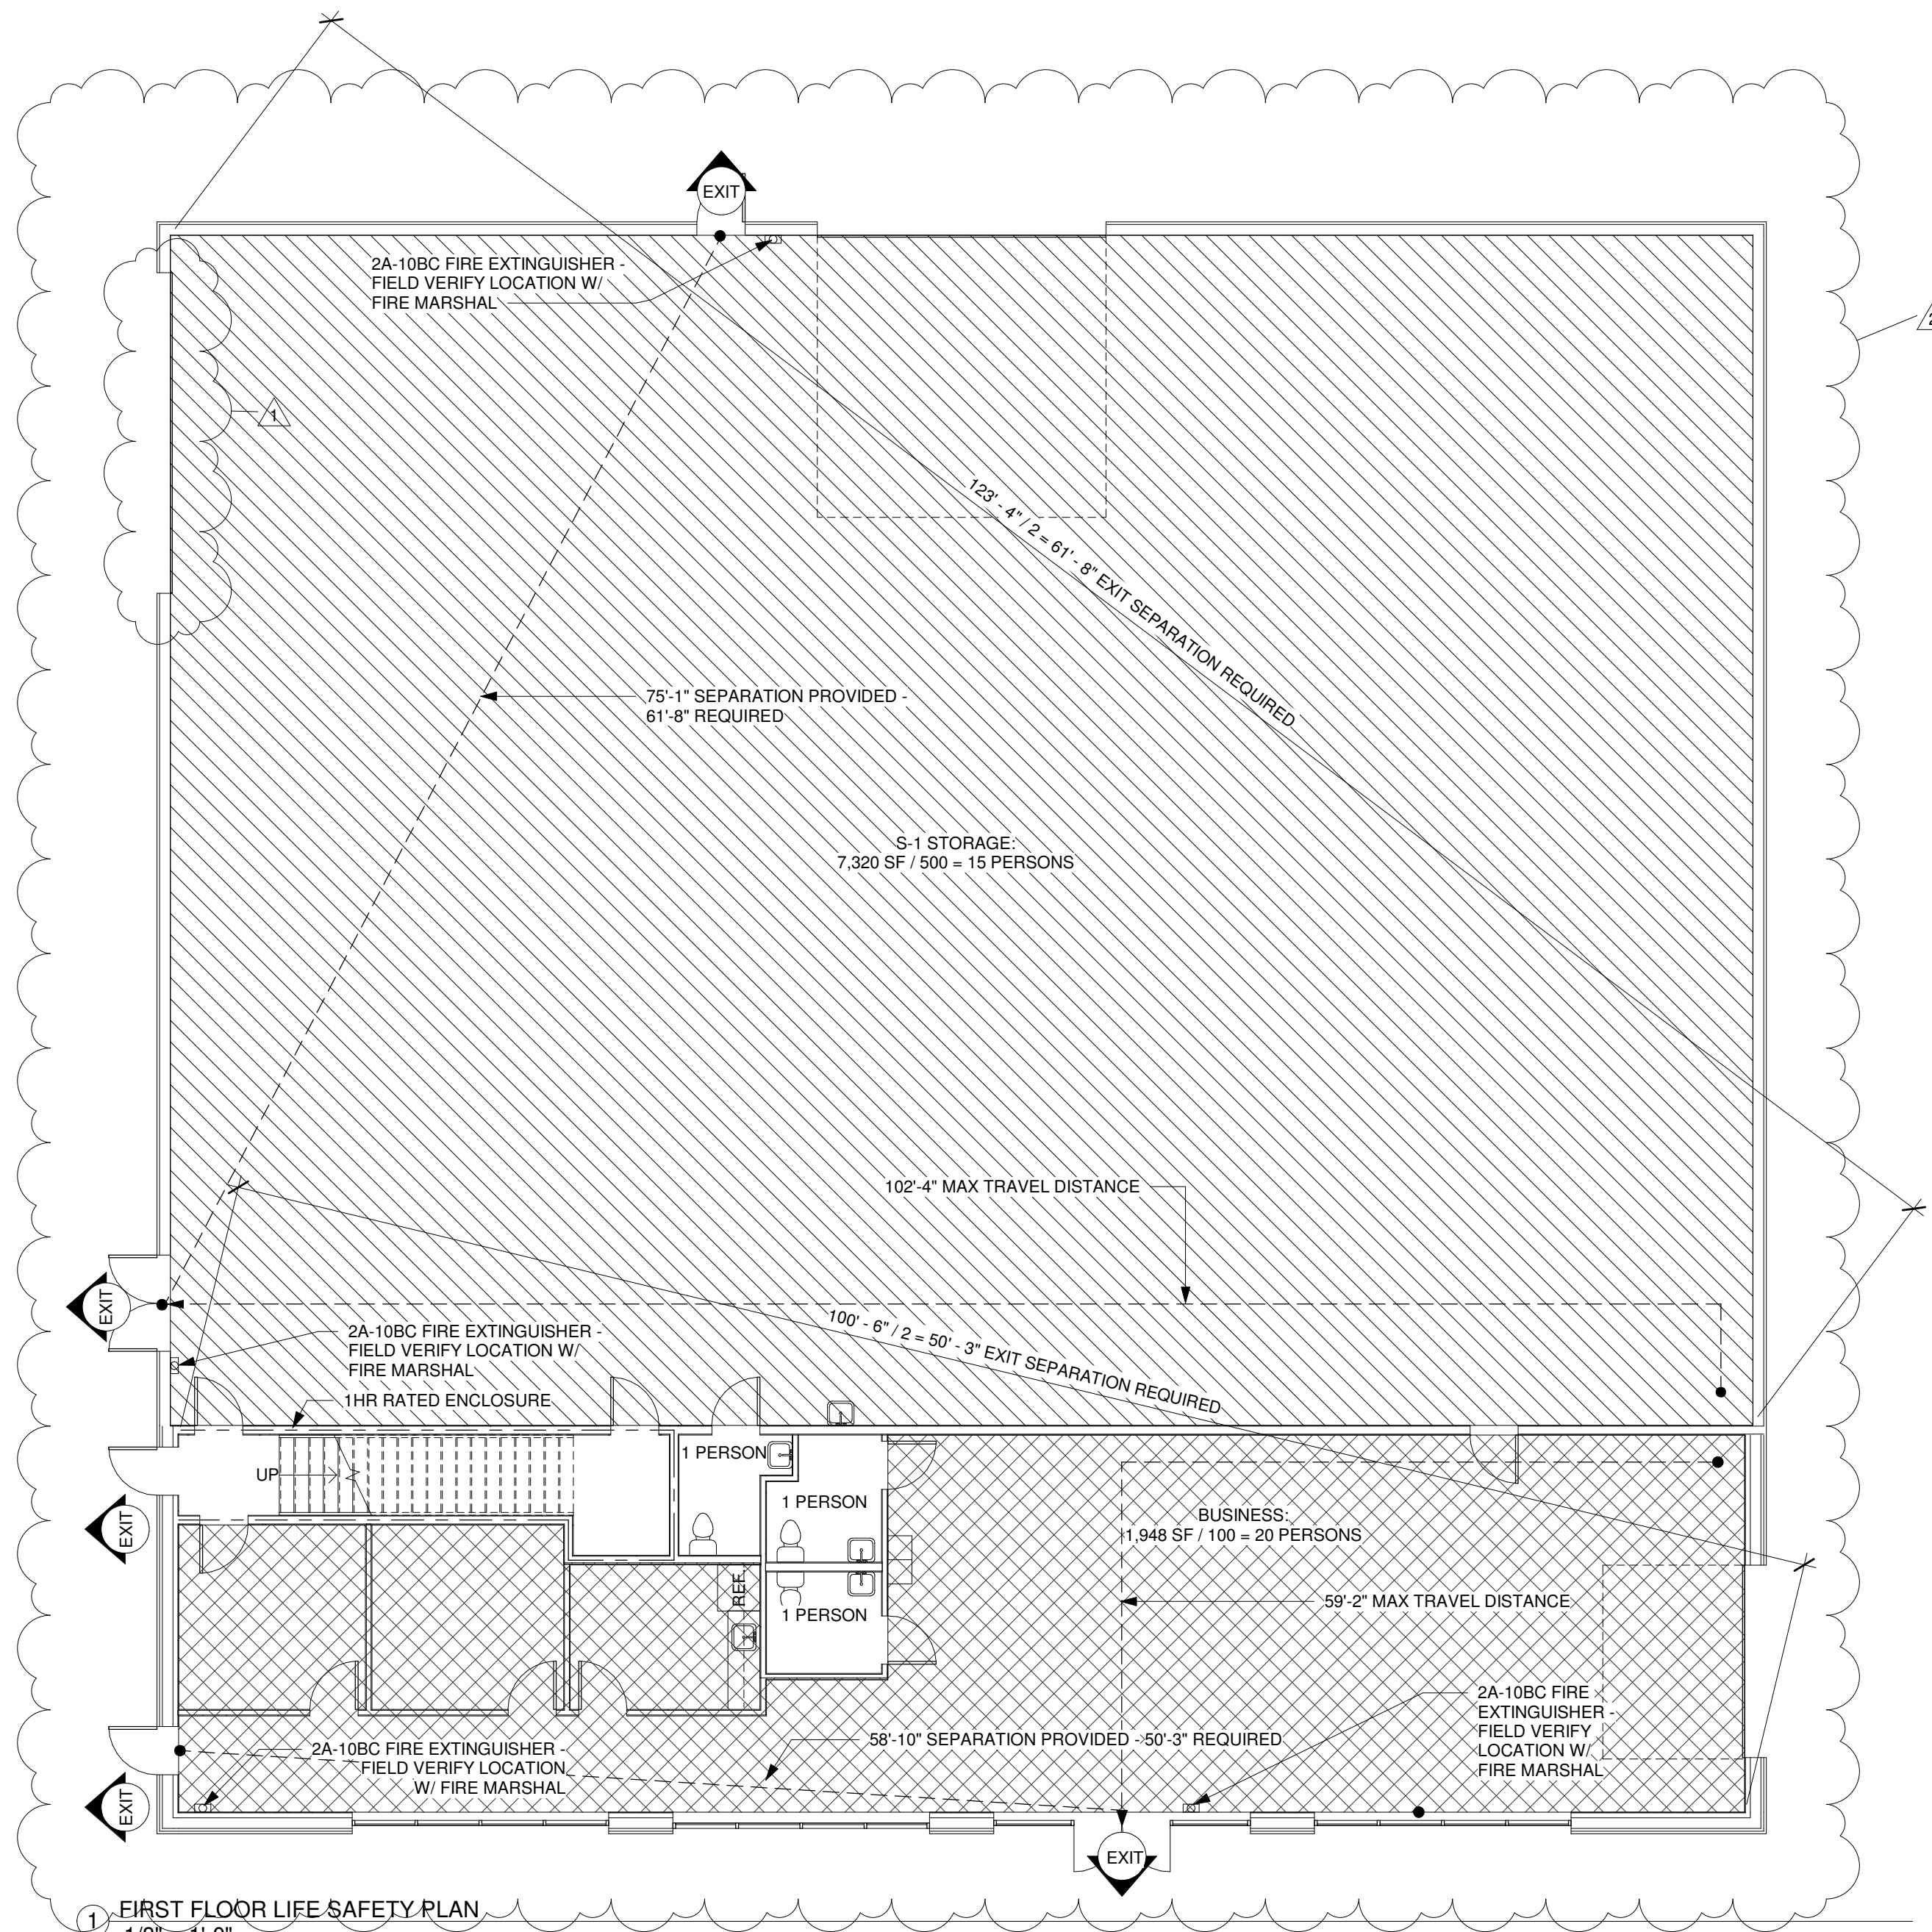 EXIT
2A-10BC FIRE EXTINGUISHER -
FIELD VERIFY LOCATION W/
FIRE MARSHAL
1
2
123' - 4" / 2 = 61' - 8" EXIT SEPARATION REQUIRED
75'-1" SEPARATION PROVIDED -
61'-8" REQUIRED
S-1 STORAGE:
7,320 SF / 500 = 15 PERSONS
102'-4" MAX TRAVEL DISTANCE
EXIT
2A-10BC FIRE EXTINGUISHER -
FIELD VERIFY LOCATION W/
FIRE MARSHAL
100' - 6" / 2 = 50' - 3" EXIT SEPARATION REQUIRED
1HR RATED ENCLOSURE
1 PERSON
UP
1 PERSON
BUSINESS:
1,948 SF / 100 = 20 PERSONS
EXIT
REF.
1 PERSON
59'-2" MAX TRAVEL DISTANCE
2A-10BC FIRE
EXTINGUISHER -
FIELD VERIFY
LOCATION W/
FIRE MARSHAL
58'-10" SEPARATION PROVIDED - 50'-3" REQUIRED
2A-10BC FIRE EXTINGUISHER -
FIELD VERIFY LOCATION
W/ FIRE MARSHAL
EXIT
EXIT
1
FIRST FLOOR LIFE SAFETY PLAN
1/8" = 1'-0"